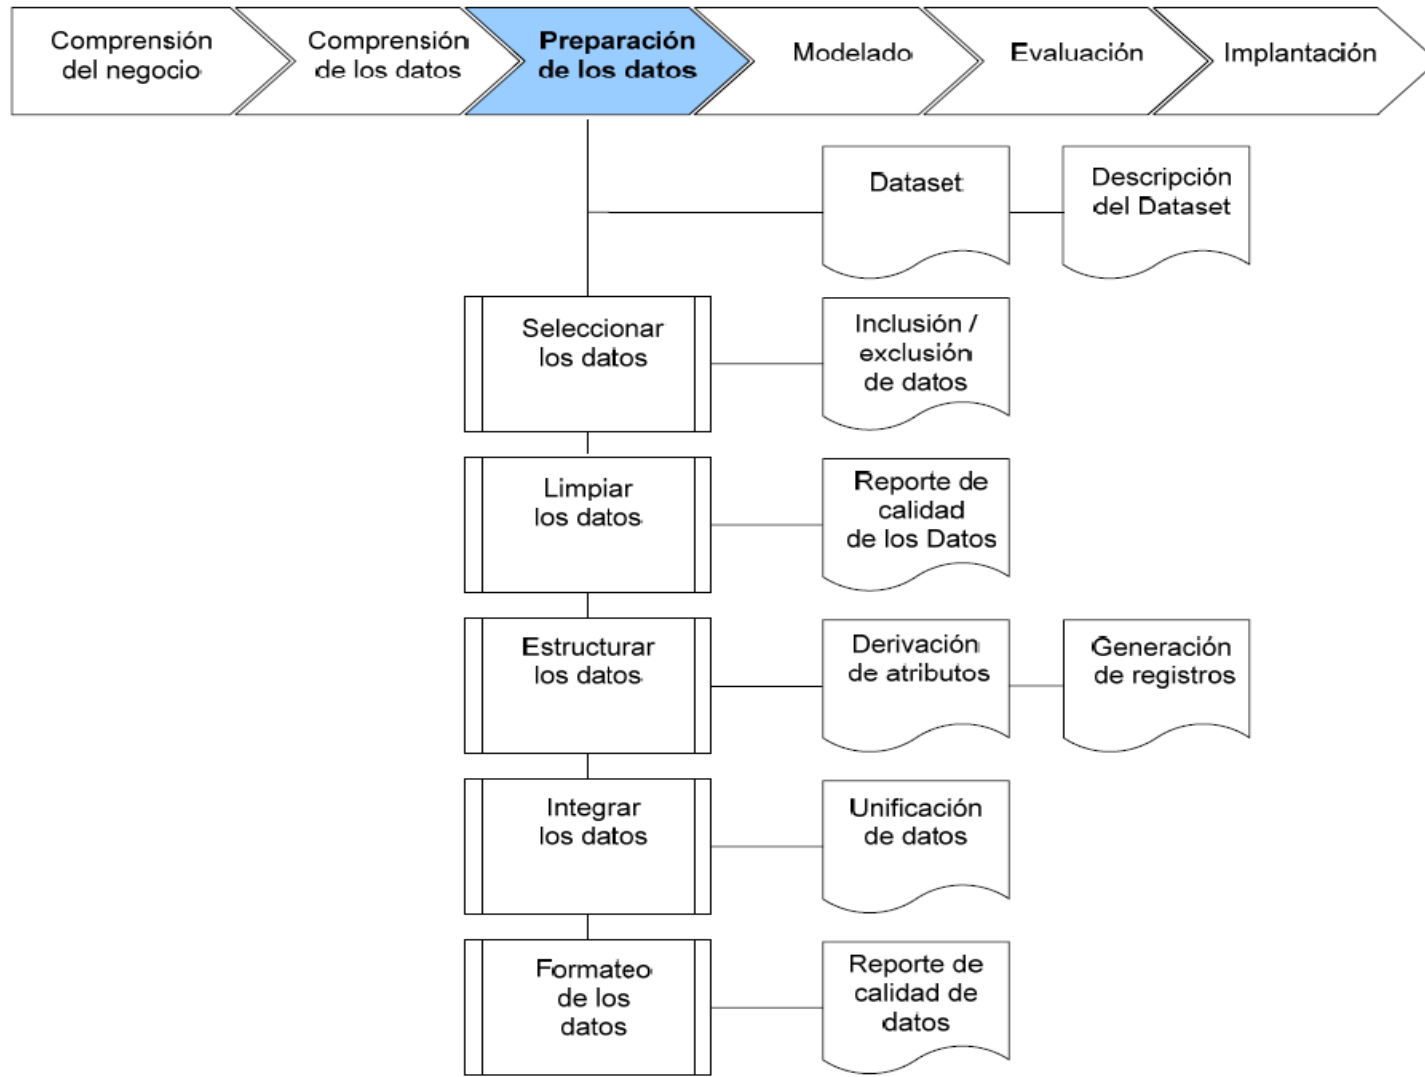 Comprensión
del negocio
Comprensión
de los datos
Preparación
de los datos
Modelado
Evaluación
Implantación
Dataset
Descripción
del Dataset
Seleccionar
los datos
Inclusión /
exclusión
de datos
Limpiar
los datos
Reporte de
calidad
de los Datos
Estructurar
los datos
Derivación
de atributos
Generación
de registros
Integrar
los datos
Unificación
de datos
Formateo
de los
datos
Reporte de
calidad de
datos